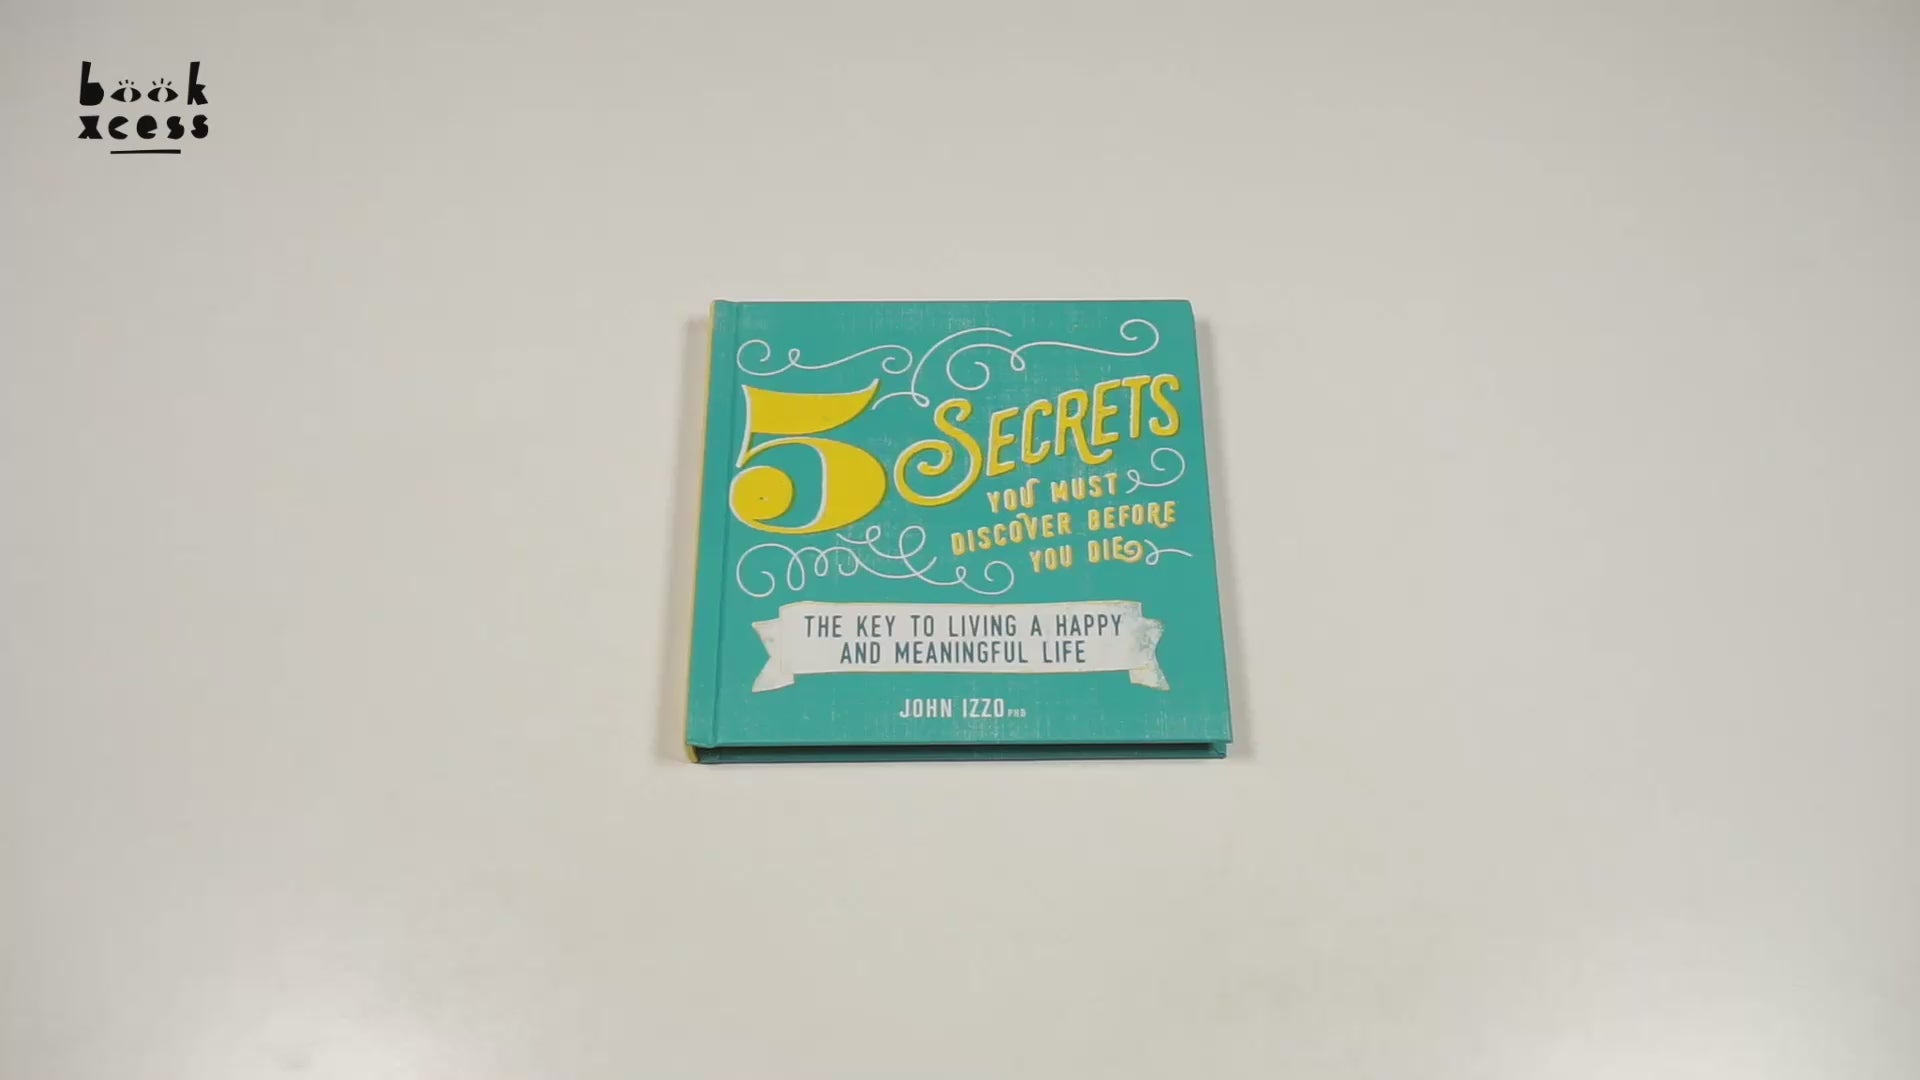 book
xcess
5 SECRETS
YOU MUST
DISCOVER BEFORE
YOU DIE
THE KEY TO LIVING A HAPPY
AND MEANINGFUL LIFE
JOHN IZZO PHD